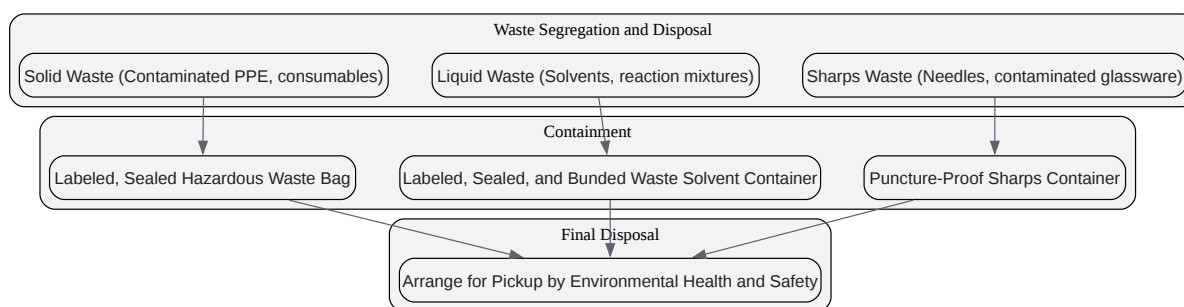 Waste Segregation and Disposal
Solid Waste (Contaminated PPE, consumables)
Liquid Waste (Solvents, reaction mixtures)
Sharps Waste (Needles, contaminated glassware)
Containment
Labeled, Sealed Hazardous Waste Bag
Labeled, Sealed, and Bunded Waste Solvent Container
Puncture-Proof Sharps Container
Final Disposal
Arrange for Pickup by Environmental Health and Safety